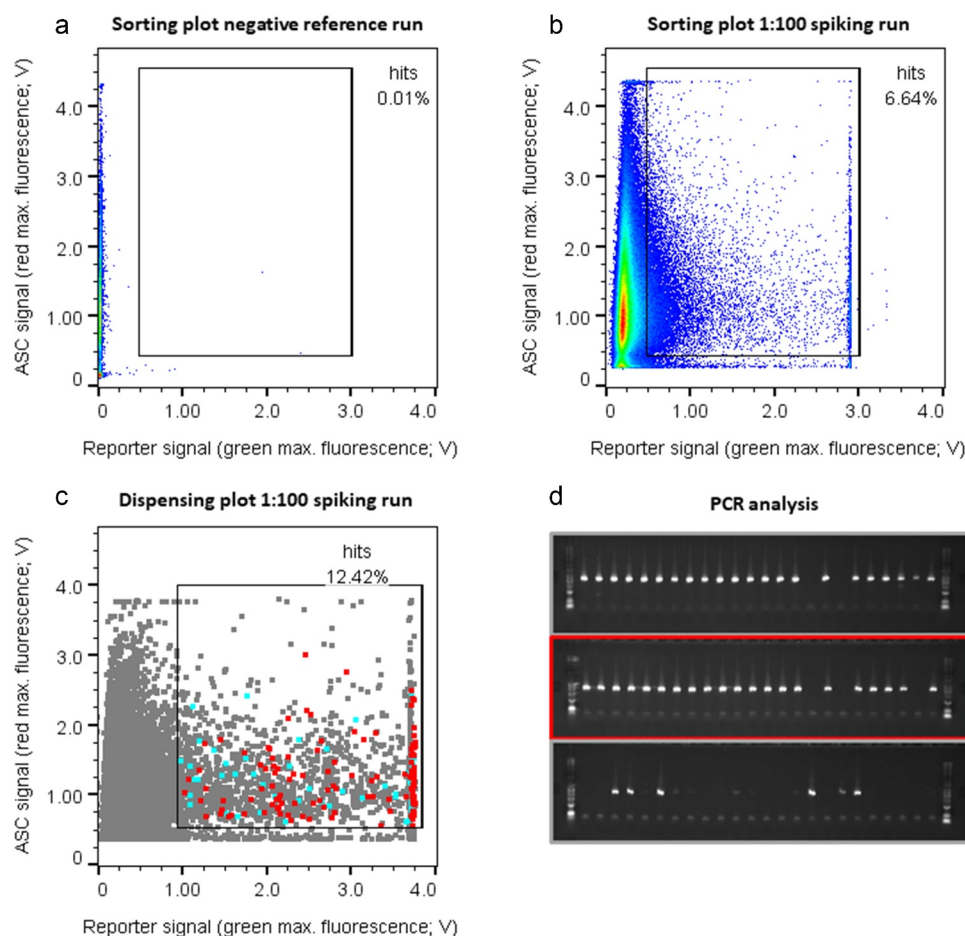 a
Sorting plot negative reference run
hits
0.01%
ASC signal (red max. fluorescence; V)
4.0
3.0
2.0
1.00
0
0
1.00
2.0
3.0
4.0
Reporter signal (green max. fluorescence; V)
b
Sorting plot 1:100 spiking run
hits
6.64%
ASC signal (red max. fluorescence; V)
4.0
3.0
2.0
1.00
0
0
1.00
2.0
3.0
4.0
Reporter signal (green max. fluorescence; V)
c
Dispensing plot 1:100 spiking run
hits
12.42%
ASC signal (red max. fluorescence; V)
4.0
3.0
2.0
1.00
0
0
1.00
2.0
3.0
4.0
Reporter signal (green max. fluorescence; V)
d
PCR analysis